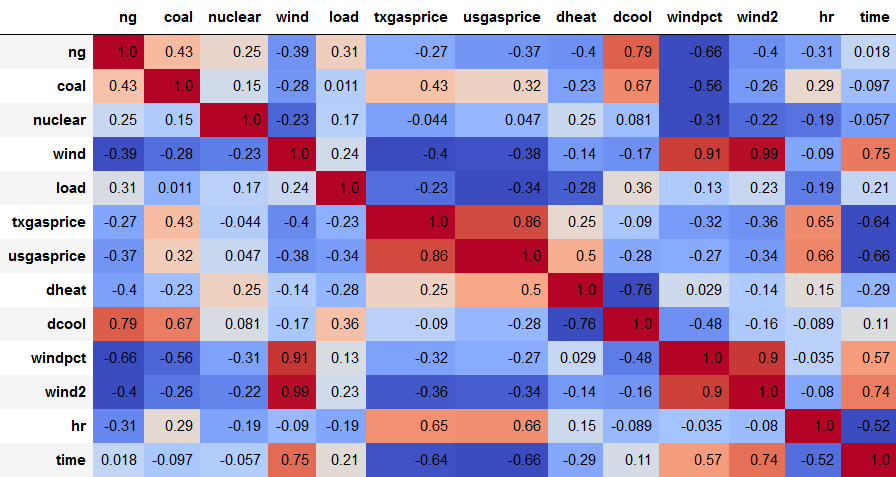 ng coal nuclear wind load txgasprice usgasprice dheat dcool windpct wind2 hr time
ng 1.0 0.43 0.25 -0.39 0.31 -0.27 -0.37 -0.4 0.79 -0.66 -0.4 -0.31 0.018
coal 0.43 1.0 0.15 -0.28 0.011 0.43 0.32 -0.23 0.67 -0.56 -0.26 0.29 -0.097
nuclear 0.25 0.15 1.0 -0.23 0.17 -0.044 0.047 0.25 0.081 -0.31 -0.22 -0.19 -0.057
wind -0.39 -0.28 -0.23 1.0 0.24 -0.4 -0.38 -0.14 -0.17 0.91 0.99 -0.09 0.75
load 0.31 0.011 0.17 0.24 1.0 -0.23 -0.34 -0.28 0.36 0.13 0.23 -0.19 0.21
txgasprice -0.27 0.43 -0.044 -0.4 -0.23 1.0 0.86 0.25 -0.09 -0.32 -0.36 0.65 -0.64
usgasprice -0.37 0.32 0.047 -0.38 -0.34 0.86 1.0 0.5 -0.28 -0.27 -0.34 0.66 -0.66
dheat -0.4 -0.23 0.25 -0.14 -0.28 0.25 0.5 1.0 -0.76 0.029 -0.14 0.15 -0.29
dcool 0.79 0.67 0.081 -0.17 0.36 -0.09 -0.28 -0.76 1.0 -0.48 -0.16 -0.089 0.11
windpct -0.66 -0.56 -0.31 0.91 0.13 -0.32 -0.27 0.029 -0.48 1.0 0.9 -0.035 0.57
wind2 -0.4 -0.26 -0.22 0.99 0.23 -0.36 -0.34 -0.14 -0.16 0.9 1.0 -0.08 0.74
hr -0.31 0.29 -0.19 -0.09 -0.19 0.65 0.66 0.15 -0.089 -0.035 -0.08 1.0 -0.52
time 0.018 -0.097 -0.057 0.75 0.21 -0.64 -0.66 -0.29 0.11 0.57 0.74 -0.52 1.0